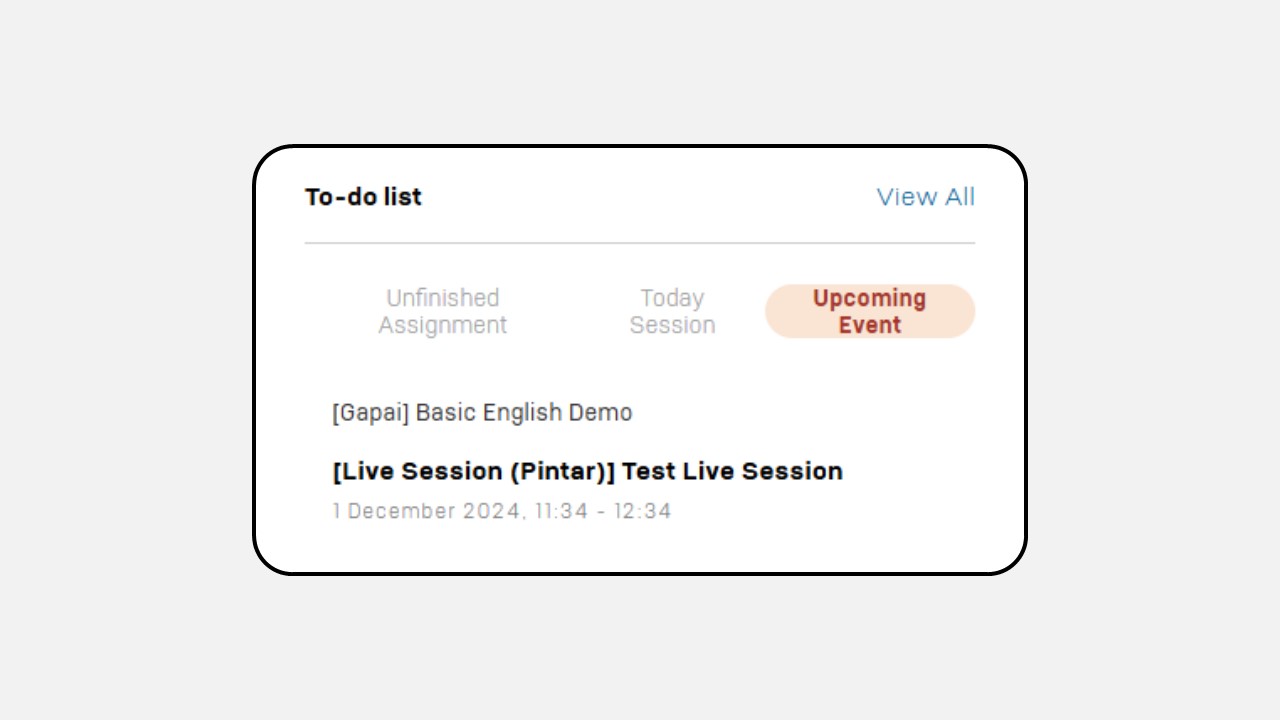 To-do list
View All
Unfinished
Assignment
Today
Session
Upcoming
Event
[Gapai] Basic English Demo
[Live Session (Pintar)] Test Live Session
1 December 2024, 11:34 - 12:34